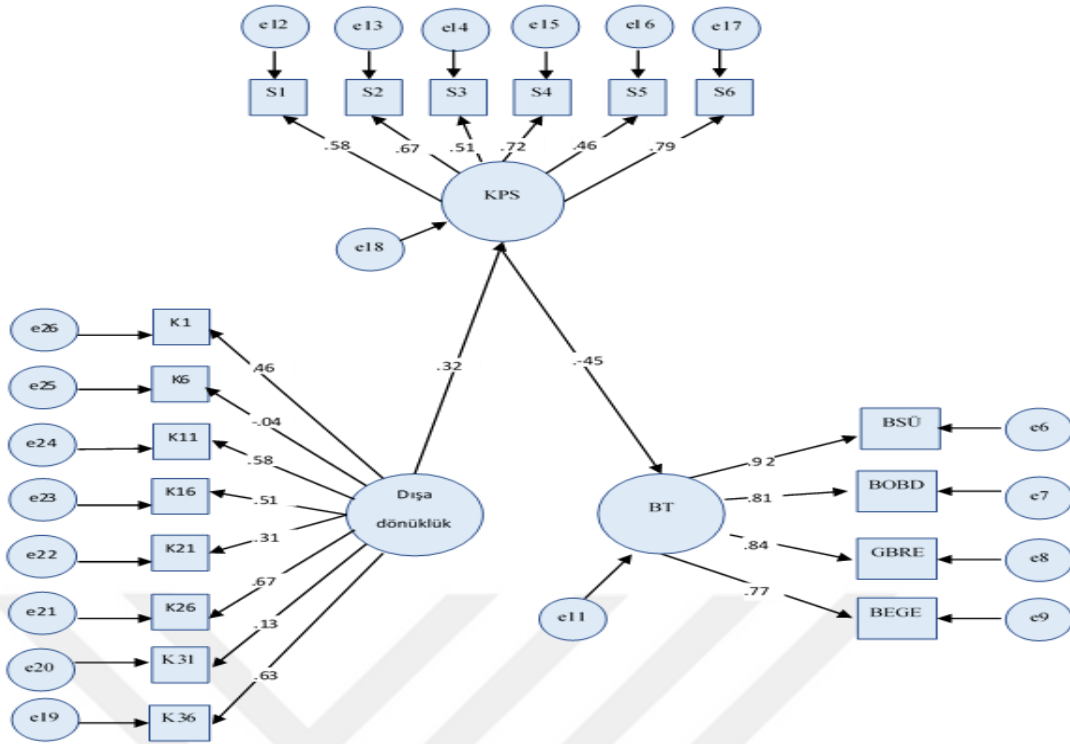 e12
e13
e14
e15
e16
e17
S1
S2
S3
S4
S5
S6
.58
.67
.51
.72
.46
.79
KPS
e18
.32
.-45
e26
K1
e25
K6
e24
K11
e23
K16
e22
K21
e21
K26
e20
K31
e19
K36
.46
-.04
.58
.51
.31
.67
.13
.63
Dışa
dönüklük
BT
e11
.92
.81
.84
.77
BSÜ
e6
BOBD
e7
GBRE
e8
BEGE
e9